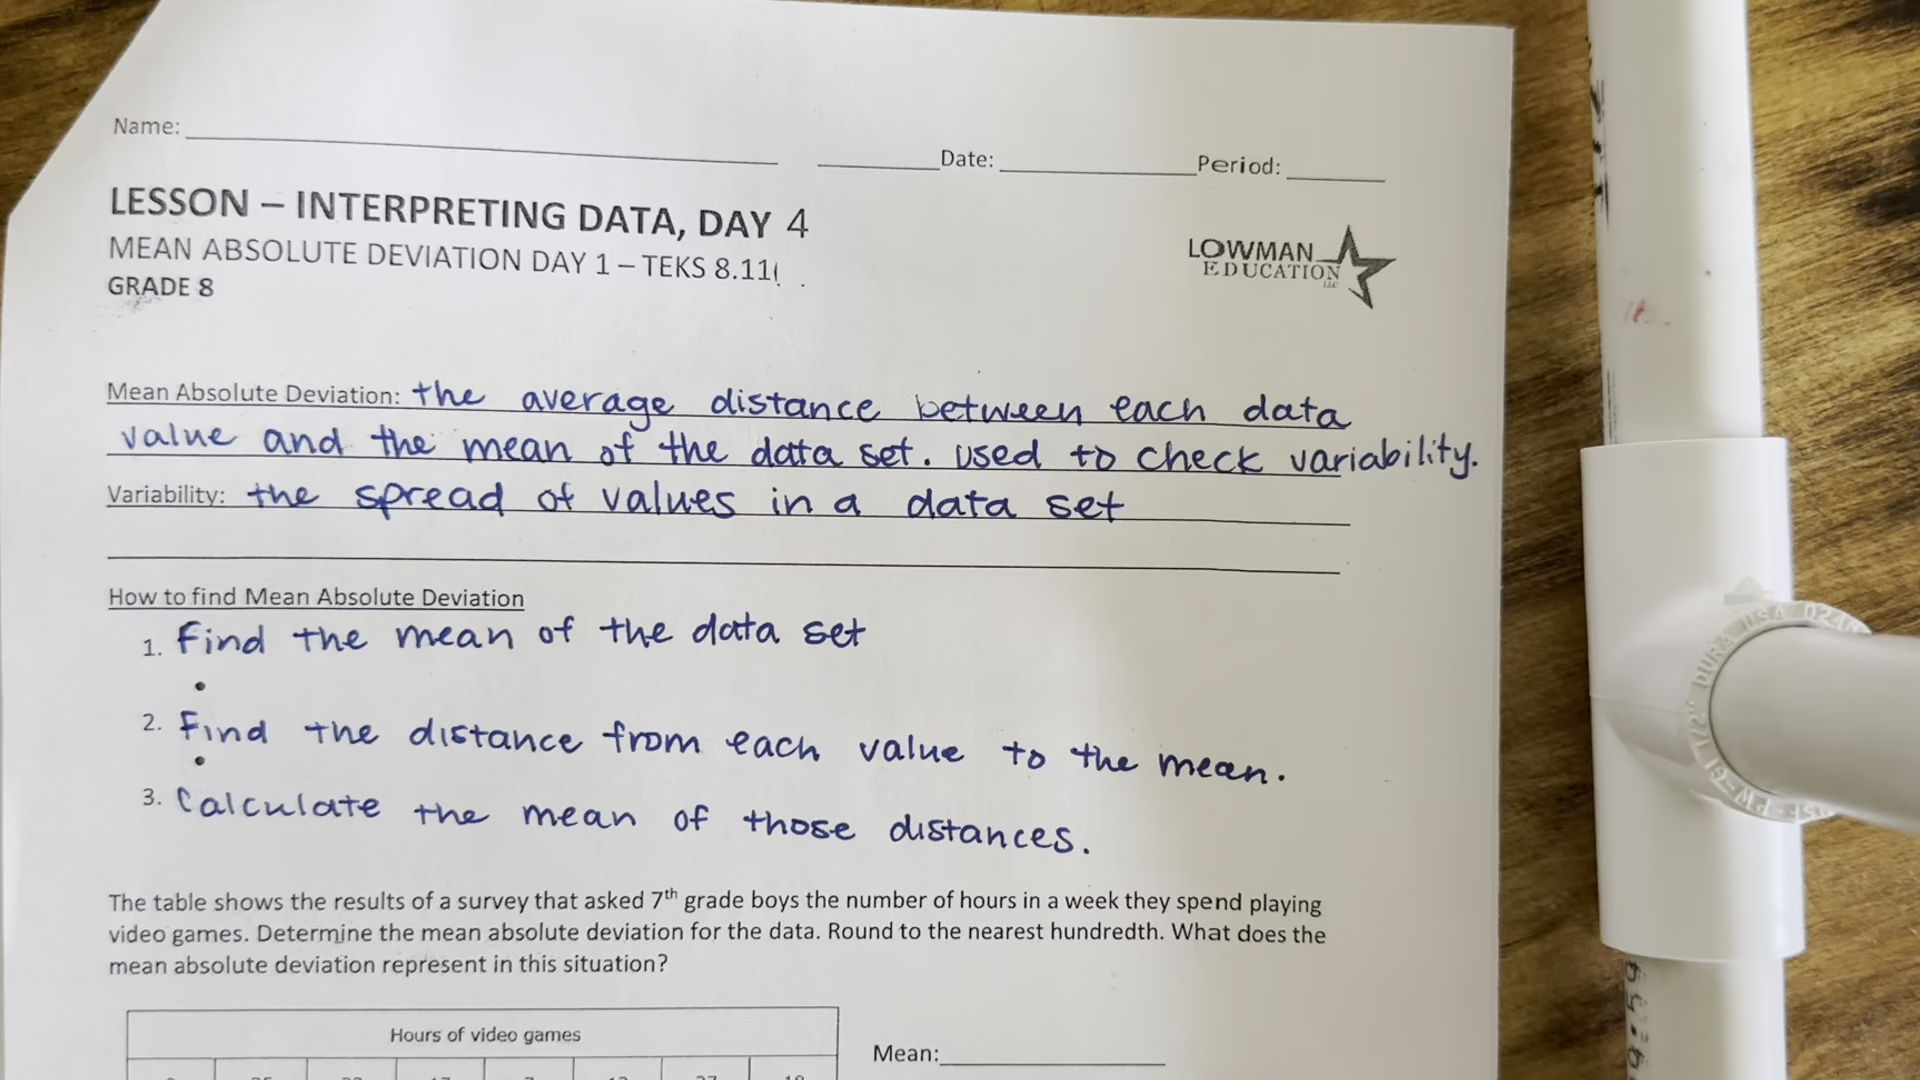 Name: Date: Period:
LESSON – INTERPRETING DATA, DAY 4
MEAN ABSOLUTE DEVIATION DAY 1 – TEKS 8.11(
GRADE 8
LOWMAN
EDUCATION
LLC
Mean Absolute Deviation: the average distance between each data
value and the mean of the data set. used to check variability.
Variability: the spread of values in a data set
How to find Mean Absolute Deviation
1. Find the mean of the data set
2. Find the distance from each value to the mean.
3. Calculate the mean of those distances.
The table shows the results of a survey that asked 7th grade boys the number of hours in a week they spend playing
video games. Determine the mean absolute deviation for the data. Round to the nearest hundredth. What does the
mean absolute deviation represent in this situation?
Hours of video games
Mean:
DURA USA D246
1/2"